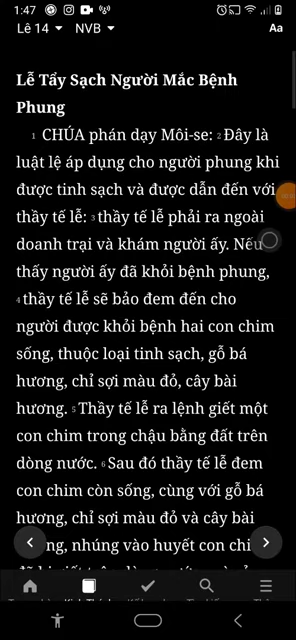 1:47
Lê 14 NVB Aa
Lễ Tẩy Sạch Người Mắc Bệnh
Phung
1 CHÚA phán dạy Môi-se: 2 Đây là
luật lệ áp dụng cho người phung khi
được tinh sạch và được dẫn đến với
thầy tế lễ: 3 thầy tế lễ phải ra ngoài
doanh trại và khám người ấy. Nếu
thấy người ấy đã khỏi bệnh phung,
4 thầy tế lễ sẽ bảo đem đến cho
người được khỏi bệnh hai con chim
sống, thuộc loại tinh sạch, gỗ bá
hương, chỉ sợi màu đỏ, cây bài
hương. 5 Thầy tế lễ ra lệnh giết một
con chim trong chậu bằng đất trên
dòng nước. 6 Sau đó thầy tế lễ đem
con chim còn sống, cùng với gỗ bá
hương, chỉ sợi màu đỏ và cây bài
nhúng vào huyết con